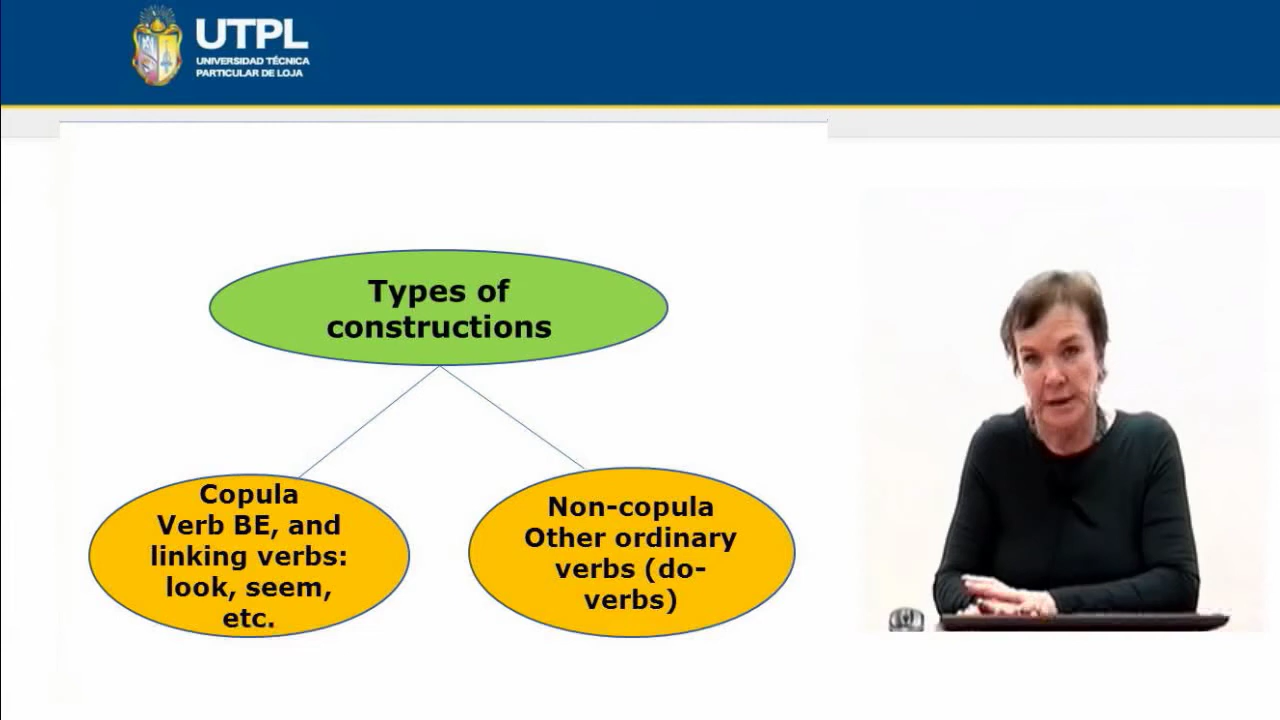 UTPL
UNIVERSIDAD TÉCNICA
PARTICULAR DE LOJA
Types of
constructions
Copula
Verb BE, and
linking verbs:
look, seem,
etc.
Non-copula
Other ordinary
verbs (do-
verbs)